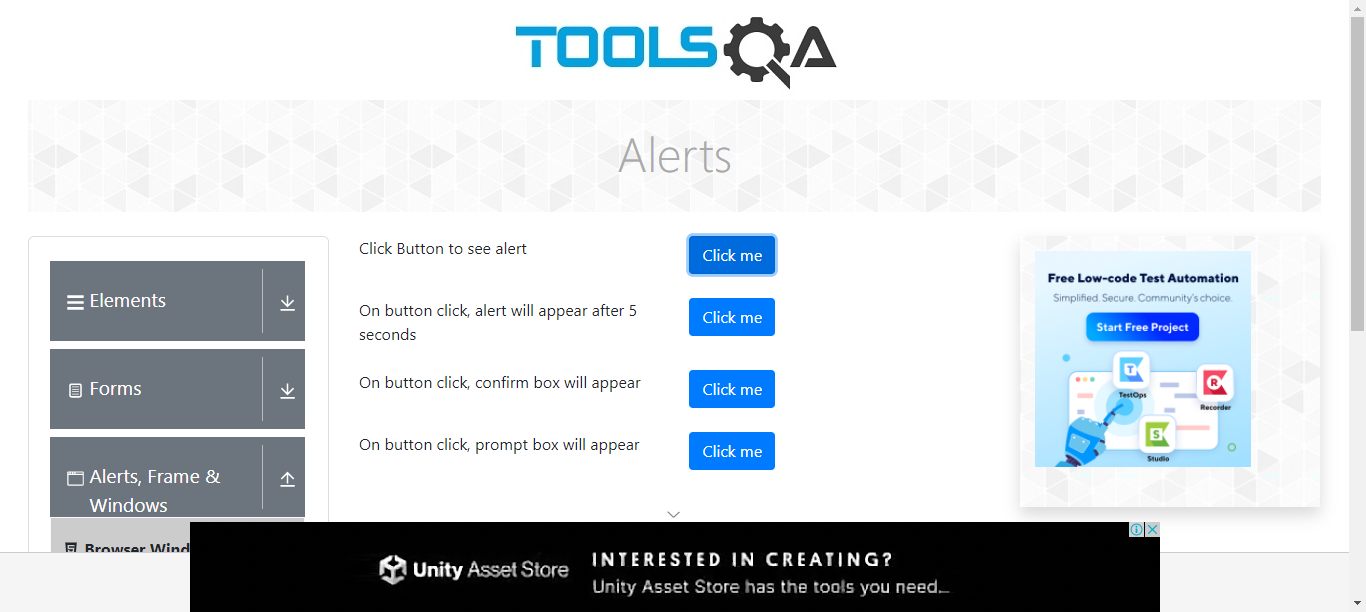 TOOLSQA
Alerts
Elements
Forms
Alerts, Frame &
Windows
Click Button to see alert
Click me
On button click, alert will appear after 5
seconds
Click me
On button click, confirm box will appear
Click me
On button click, prompt box will appear
Click me
Free Low-code Test Automation
Simplified. Secure. Community's choice.
Start Free Project
T
TestOps
R
Recorder
S
Studio
Browser Wind
Unity Asset Store
INTERESTED IN CREATING?
Unity Asset Store has the tools you need...